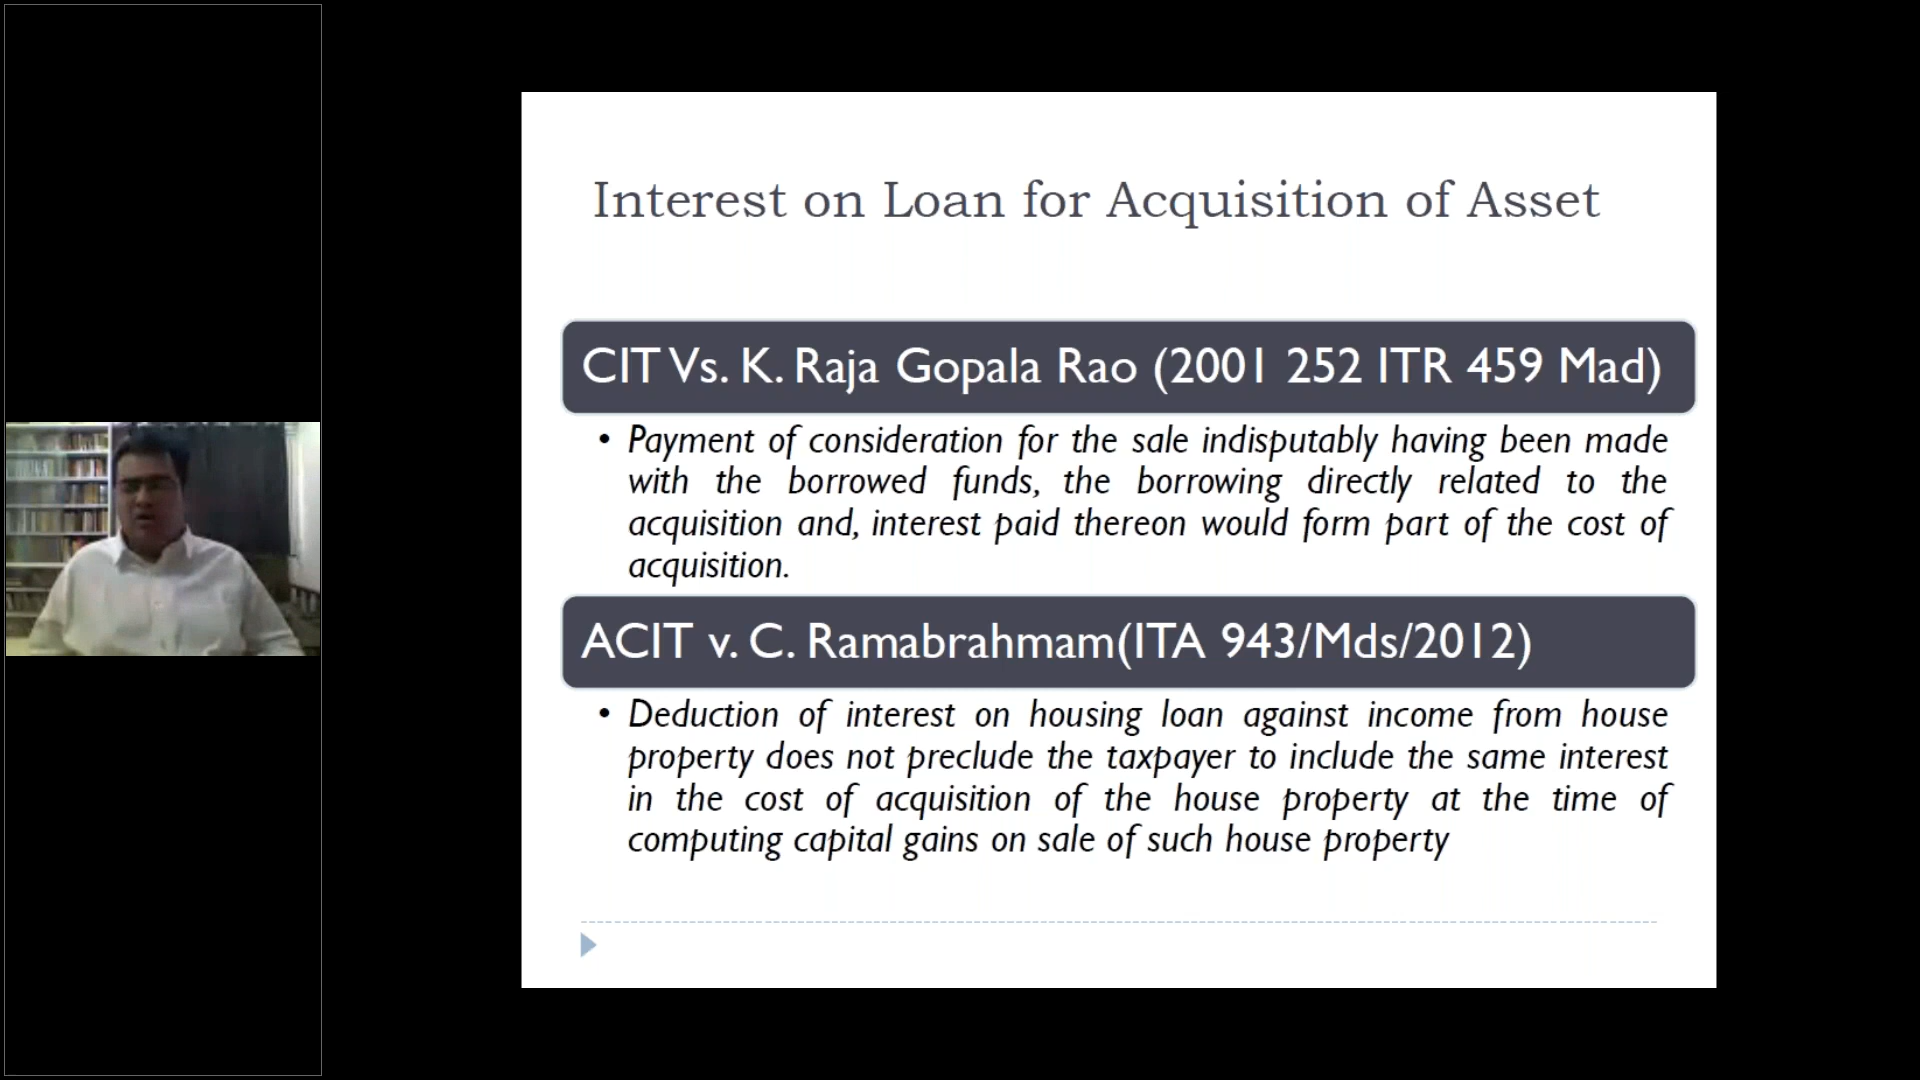 Interest on Loan for Acquisition of Asset
CIT Vs. K. Raja Gopala Rao (2001 252 ITR 459 Mad)
• Payment of consideration for the sale indisputably having been made
with the borrowed funds, the borrowing directly related to the
acquisition and, interest paid thereon would form part of the cost of
acquisition.
ACIT v. C. Ramabrahmam(ITA 943/Mds/2012)
• Deduction of interest on housing loan against income from house
property does not preclude the taxpayer to include the same interest
in the cost of acquisition of the house property at the time of
computing capital gains on sale of such house property